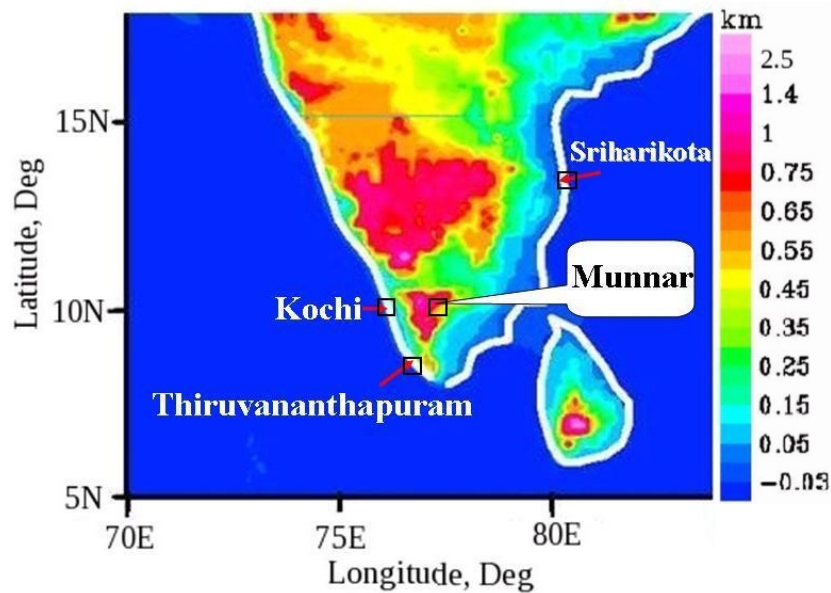 km
2.5
1.4
1
0.75
0.65
0.55
0.45
0.35
0.25
0.15
0.05
-0.03
15N
10N
5N
Latitude, Deg
Sriharikota
Munnar
Kochi
Thiruvananthapuram
70E
75E
80E
Longitude, Deg